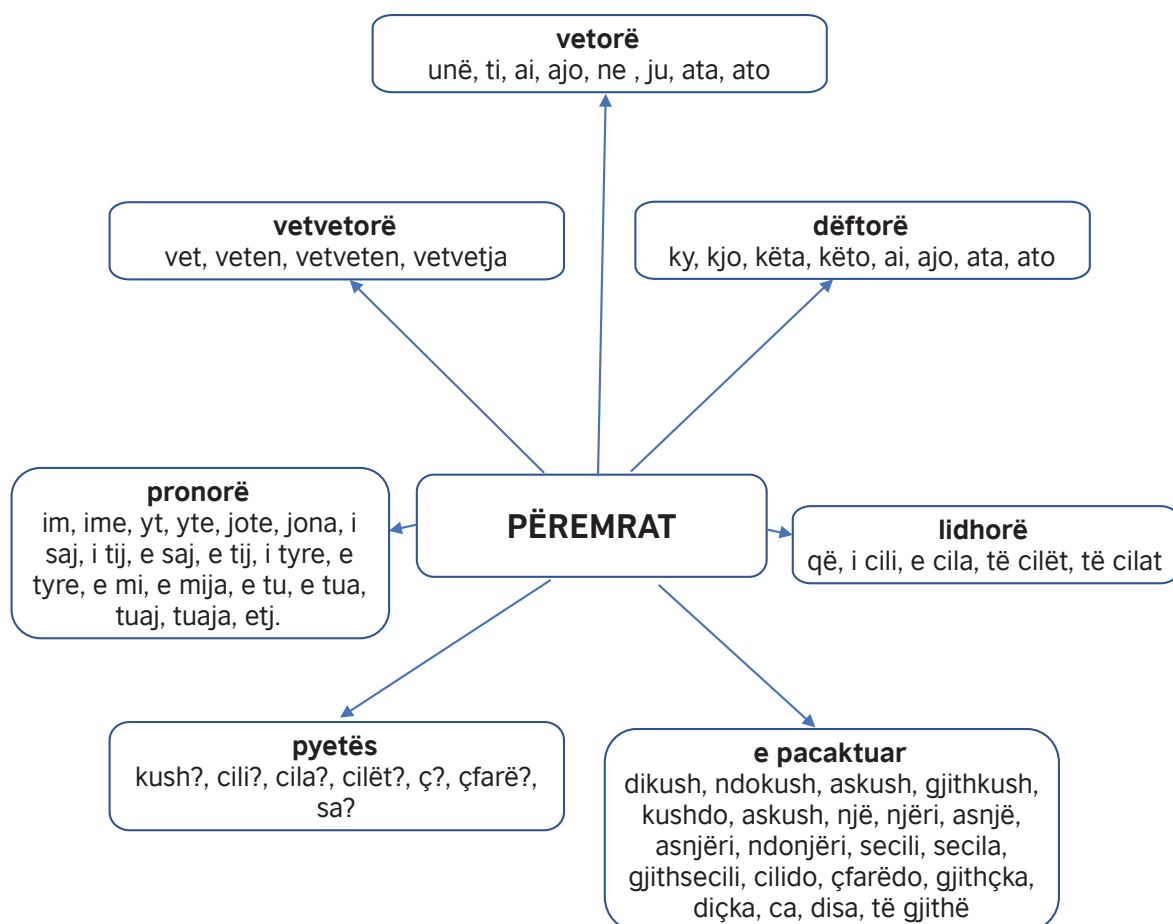 vetorë
unë, ti, ai, ajo, ne , ju, ata, ato
vetvetorë
vet, veten, vetveten, vetvetja
dëftorë
ky, kjo, këta, këto, ai, ajo, ata, ato
pronorë
im, ime, yt, yte, jote, jona, i
saj, i tij, e saj, e tij, i tyre, e
tyre, e mi, e mija, e tu, e tua,
tuaj, tuaja, etj.
PËREMRAT
lidhorë
që, i cili, e cila, të cilët, të cilat
pyetës
kush?, cili?, cila?, cilët?, ç?, çfarë?,
sa?
e pacaktuar
dikush, ndokush, askush, gjithkush,
kushdo, askush, një, njëri, asnjë,
asnjëri, ndonjëri, secili, secila,
gjithsecili, cilido, çfarëdo, gjithçka,
diçka, ca, disa, të gjithë